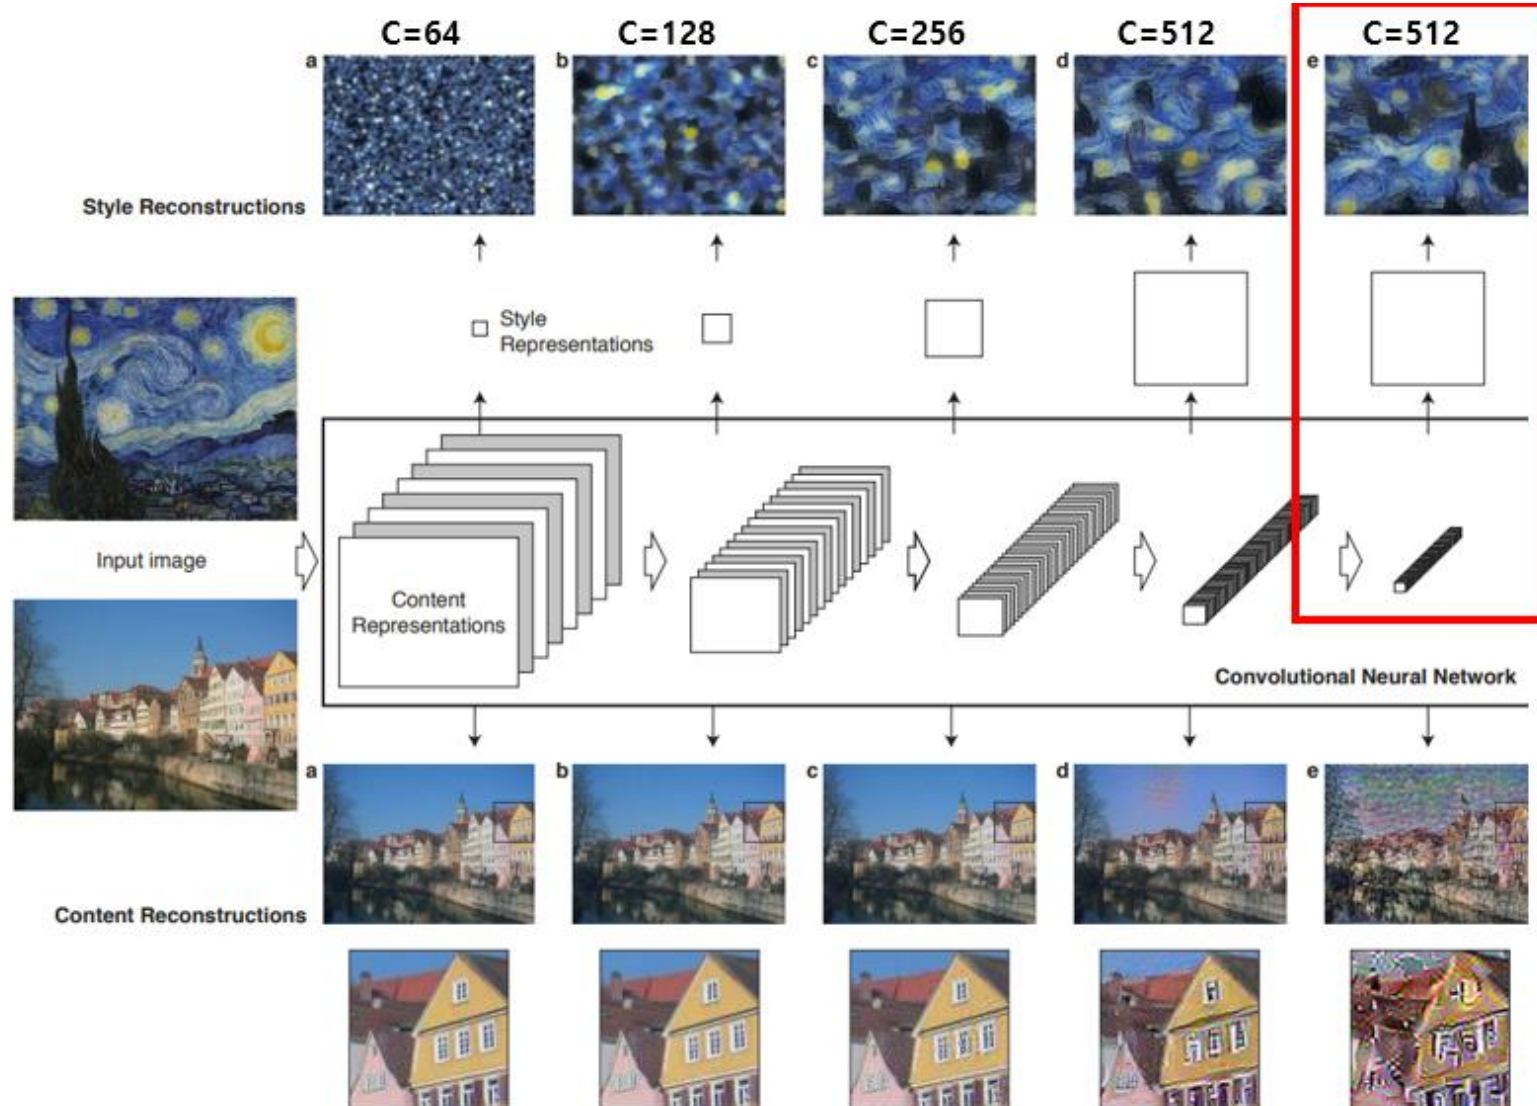 C=64
C=128
C=256
C=512
C=512
a
b
c
d
e
Style Reconstructions
Style
Representations
Input image
Content
Representations
Convolutional Neural Network
a
b
c
d
e
Content Reconstructions